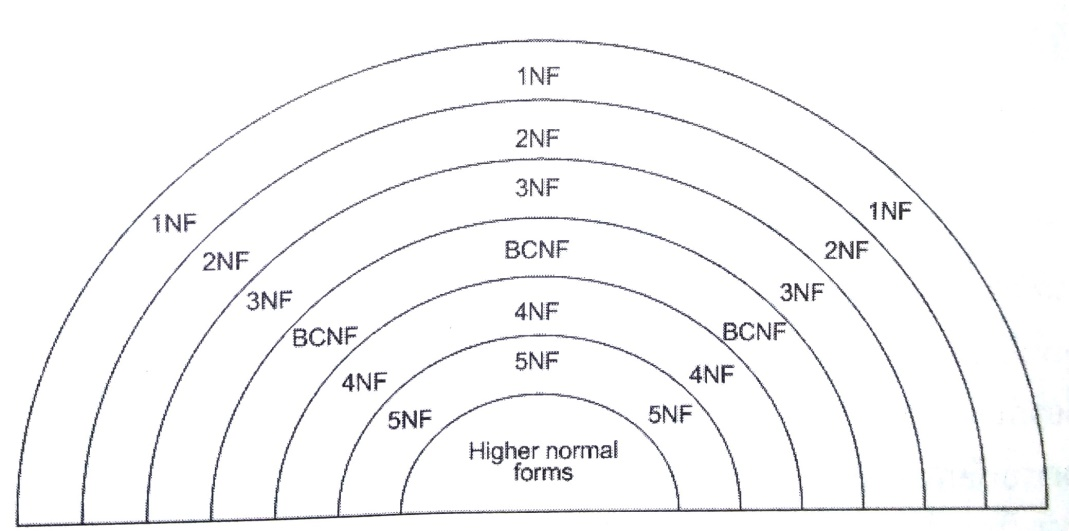 1NF
2NF
3NF
BCNF
4NF
5NF
Higher normal
forms
1NF
2NF
3NF
BCNF
4NF
5NF
1NF
2NF
3NF
BCNF
4NF
5NF